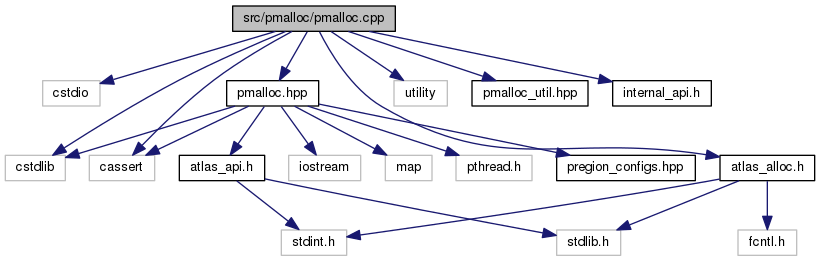 src/pmalloc/pmalloc.cpp
cstdio
pmalloc.hpp
utility
pmalloc_util.hpp
internal_api.h
cstdlib
cassert
atlas_api.h
iostream
map
pthread.h
pregion_configs.hpp
atlas_alloc.h
stdint.h
stdlib.h
fcntl.h